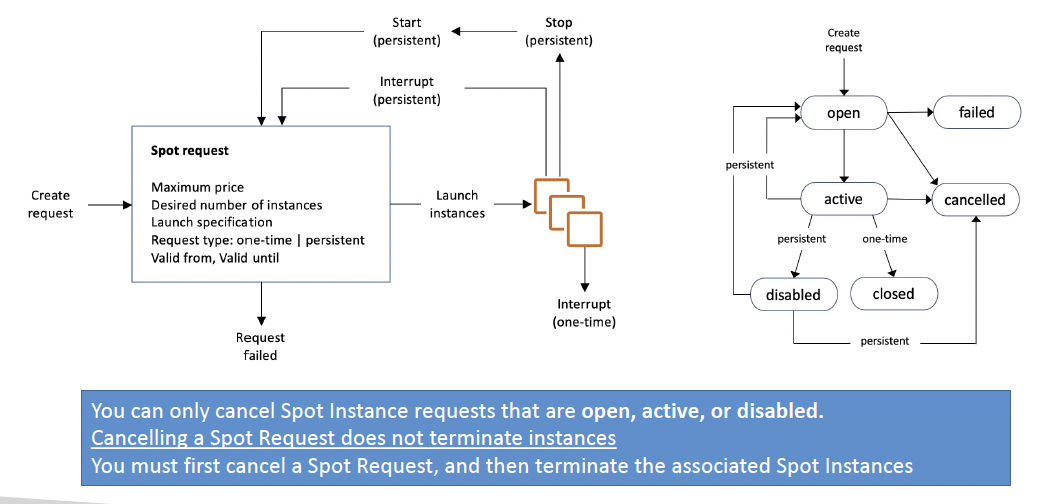 Start
(persistent)
Stop
(persistent)
Interrupt
(persistent)
Create
request
Spot request
Maximum price
Desired number of instances
Launch specification
Request type: one-time | persistent
Valid from, Valid until
Launch
instances
Interrupt
(one-time)
Request
failed
Create
request
open
failed
persistent
active
cancelled
persistent
one-time
disabled
closed
persistent
You can only cancel Spot Instance requests that are open, active, or disabled.
Cancelling a Spot Request does not terminate instances
You must first cancel a Spot Request, and then terminate the associated Spot Instances